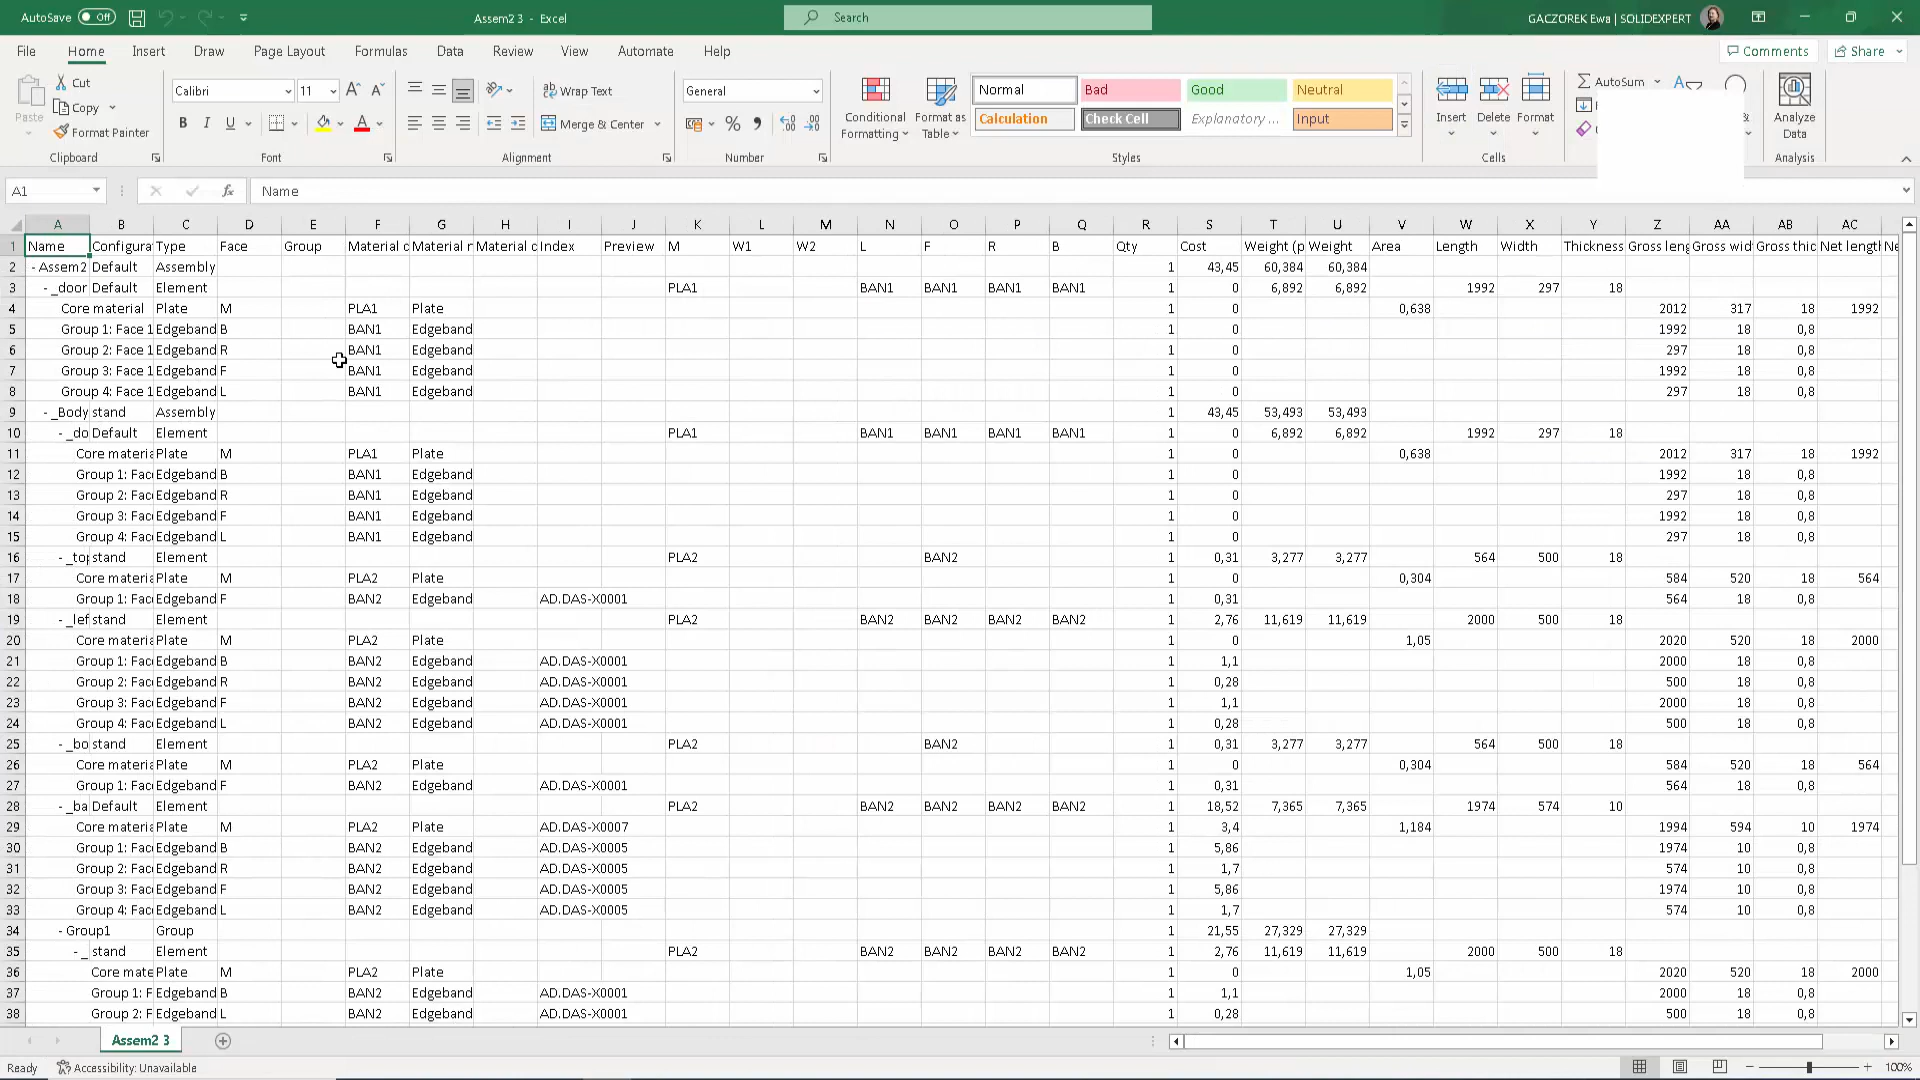 AutoSave Off Assem2 3 - Excel Search GACZOREK Ewa | SOLIDEXPERT
File Home Insert Draw Page Layout Formulas Data Review View Automate Help Comments Share
Paste Cut Copy Format Painter Clipboard
Calibri 11 B I U Font
Wrap Text Merge & Center Alignment
General % Number
Conditional Formatting Format as Table
Normal Bad Good Neutral
Calculation Check Cell Explanatory ... Input
Styles
Insert Delete Format Cells
AutoSum
Analyze Data Analysis
A1 fx Name
A B C D E F G H I J K L M N O P Q R S T U V W X Y Z AA AB AC
1 Name Configura Type Face Group Material c Material r Material c Index Preview M W1 W2 L F R B Qty Cost Weight (p Weight Area Length Width Thickness Gross leng Gross wid Gross thic Net length Ne
2 - Assem2 Default Assembly 1 43,45 60,384 60,384
3 - _door Default Element PLA1 BAN1 BAN1 BAN1 BAN1 1 0 6,892 6,892 1992 297 18
4 Core material Plate M PLA1 Plate 1 0 0,638 2012 317 18 1992
5 Group 1: Face 1 Edgeband B BAN1 Edgeband 1 0 1992 18 0,8
6 Group 2: Face 1 Edgeband R BAN1 Edgeband 1 0 297 18 0,8
7 Group 3: Face 1 Edgeband F BAN1 Edgeband 1 0 1992 18 0,8
8 Group 4: Face 1 Edgeband L BAN1 Edgeband 1 0 297 18 0,8
9 - _Body stand Assembly 1 43,45 53,493 53,493
10 - _do Default Element PLA1 BAN1 BAN1 BAN1 BAN1 1 0 6,892 6,892 1992 297 18
11 Core materia Plate M PLA1 Plate 1 0 0,638 2012 317 18 1992
12 Group 1: Fac Edgeband B BAN1 Edgeband 1 0 1992 18 0,8
13 Group 2: Fac Edgeband R BAN1 Edgeband 1 0 297 18 0,8
14 Group 3: Fac Edgeband F BAN1 Edgeband 1 0 1992 18 0,8
15 Group 4: Fac Edgeband L BAN1 Edgeband 1 0 297 18 0,8
16 - _top stand Element PLA2 BAN2 1 0,31 3,277 3,277 564 500 18
17 Core materia Plate M PLA2 Plate 1 0 0,304 584 520 18 564
18 Group 1: Fac Edgeband F BAN2 Edgeband AD.DAS-X0001 1 0,31 564 18 0,8
19 - _lef stand Element PLA2 BAN2 BAN2 BAN2 BAN2 1 2,76 11,619 11,619 2000 500 18
20 Core materia Plate M PLA2 Plate 1 0 1,05 2020 520 18 2000
21 Group 1: Fac Edgeband B BAN2 Edgeband AD.DAS-X0001 1 1,1 2000 18 0,8
22 Group 2: Fac Edgeband R BAN2 Edgeband AD.DAS-X0001 1 0,28 500 18 0,8
23 Group 3: Fac Edgeband F BAN2 Edgeband AD.DAS-X0001 1 1,1 2000 18 0,8
24 Group 4: Fac Edgeband L BAN2 Edgeband AD.DAS-X0001 1 0,28 500 18 0,8
25 - _bo stand Element PLA2 BAN2 1 0,31 3,277 3,277 564 500 18
26 Core materia Plate M PLA2 Plate 1 0 0,304 584 520 18 564
27 Group 1: Fac Edgeband F BAN2 Edgeband AD.DAS-X0001 1 0,31 564 18 0,8
28 - _ba Default Element PLA2 BAN2 BAN2 BAN2 BAN2 1 18,52 7,365 7,365 1974 574 10
29 Core materia Plate M PLA2 Plate AD.DAS-X0007 1 3,4 1,184 1994 594 10 1974
30 Group 1: Fac Edgeband B BAN2 Edgeband AD.DAS-X0005 1 5,86 1974 10 0,8
31 Group 2: Fac Edgeband R BAN2 Edgeband AD.DAS-X0005 1 1,7 574 10 0,8
32 Group 3: Fac Edgeband F BAN2 Edgeband AD.DAS-X0005 1 5,86 1974 10 0,8
33 Group 4: Fac Edgeband L BAN2 Edgeband AD.DAS-X0005 1 1,7 574 10 0,8
34 - Group1 Group 1 21,55 27,329 27,329
35 - _ stand Element PLA2 BAN2 BAN2 BAN2 BAN2 1 2,76 11,619 11,619 2000 500 18
36 Core mate Plate M PLA2 Plate 1 0 1,05 2020 520 18 2000
37 Group 1: F Edgeband B BAN2 Edgeband AD.DAS-X0001 1 1,1 2000 18 0,8
38 Group 2: F Edgeband L BAN2 Edgeband AD.DAS-X0001 1 0,28 500 18 0,8
Assem2 3
Ready Accessibility: Unavailable 100%